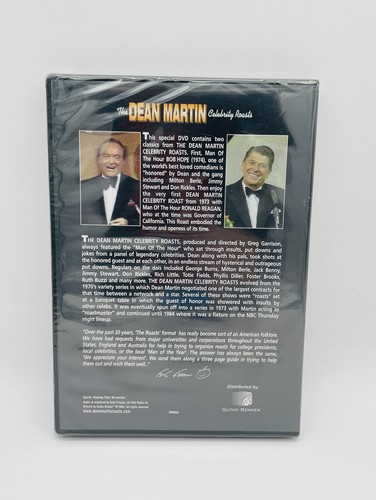 The DEAN MARTIN Celebrity Roasts
This special DVD contains two
classics from THE DEAN MARTIN
CELEBRITY ROASTS. First, Man Of
The Hour BOB HOPE (1974), one of
the world's best loved comedians is
"honored" by Dean and the gang
including Milton Berle, Jimmy
Stewart and Don Rickles. Then enjoy
the very first DEAN MARTIN
CELEBRITY ROAST from 1973 with
Man Of The Hour RONALD REAGAN,
who at the time was Governor of
California. This Roast embodied the
humor and openess of its time.
THE DEAN MARTIN CELEBRITY ROASTS, produced and directed by Greg Garrison,
always featured the "Man Of The Hour" who sat through insults, put downs and
jokes from a panel of legendary celebrities. Dean along with his pals, took shots at
the honored guest and at each other, in an endless stream of hysterical and outrageous
put downs. Regulars on the dais included George Burns, Milton Berle, Jack Benny,
Jimmy Stewart, Don Rickles, Rich Little, Totie Fields, Phyllis Diller, Foster Brooks,
Ruth Buzzi and many more. THE DEAN MARTIN CELEBRITY ROASTS evolved from the
1970's variety series in which Dean Martin negotiated one of the largest contracts for
that time between a network and a star. Several of these shows were "roasts" set
at a banquet table in which the guest of honor was showered with insults by
other celebs. It was eventually spun off into a series in 1973 with Martin acting as
"roastmaster" and continued until 1984 where it was a fixture on the NBC Thursday
night lineup.
"Over the past 20 years, 'The Roasts' format has really become sort of an American folklore.
We have had requests from major universities and corporations throughout the United
States, England and Australia for help in trying to organize roasts for college presidents,
local celebrities, or the local 'Man of the Year'. The answer has always been the same,
'We appreciate your interest'. We send them along a three page guide in trying to help
them out and wish them well."
Distributed by
GUTHY-RENKER
www.deanmartinroasts.com